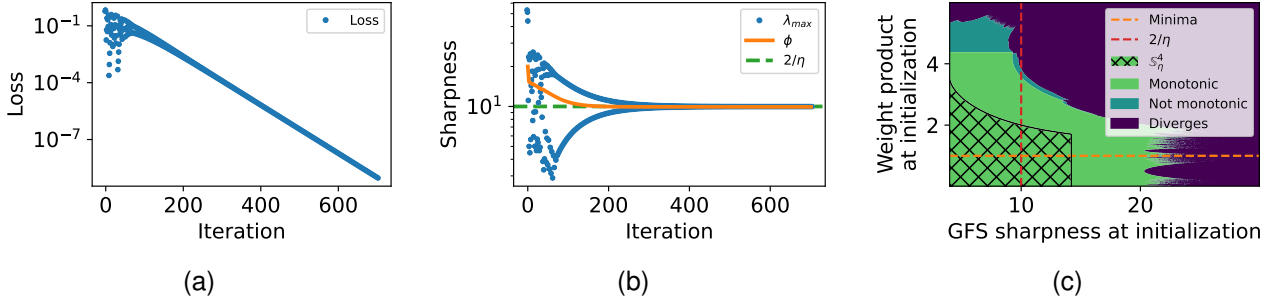 Loss
10⁻¹
10⁻⁴
10⁻⁷
Loss
0
200
400
600
Iteration
(a)
λmax
ϕ
2/η
10¹
Sharpness
0
200
400
600
Iteration
(b)
Minima
2/η
𝕊⁴η
Monotonic
Not monotonic
Diverges
4
2
Weight product
at initialization
10
20
GFS sharpness at initialization
(c)